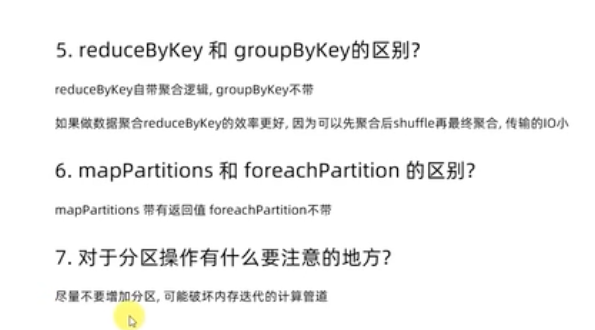 5. reduceByKey 和 groupByKey的区别?
reduceByKey自带聚合逻辑, groupByKey不带
如果做数据聚合reduceByKey的效率更好, 因为可以先聚合后shuffle再最终聚合, 传输的IO小
6. mapPartitions 和 foreachPartition 的区别?
mapPartitions 带有返回值 foreachPartition不带
7. 对于分区操作有什么要注意的地方?
尽量不要增加分区, 可能破坏内存迭代的计算管道